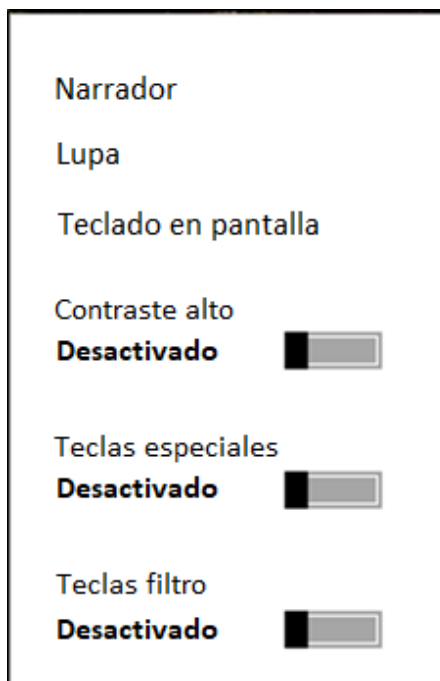 Narrador
Lupa
Teclado en pantalla
Contraste alto
Desactivado
Teclas especiales
Desactivado
Teclas filtro
Desactivado